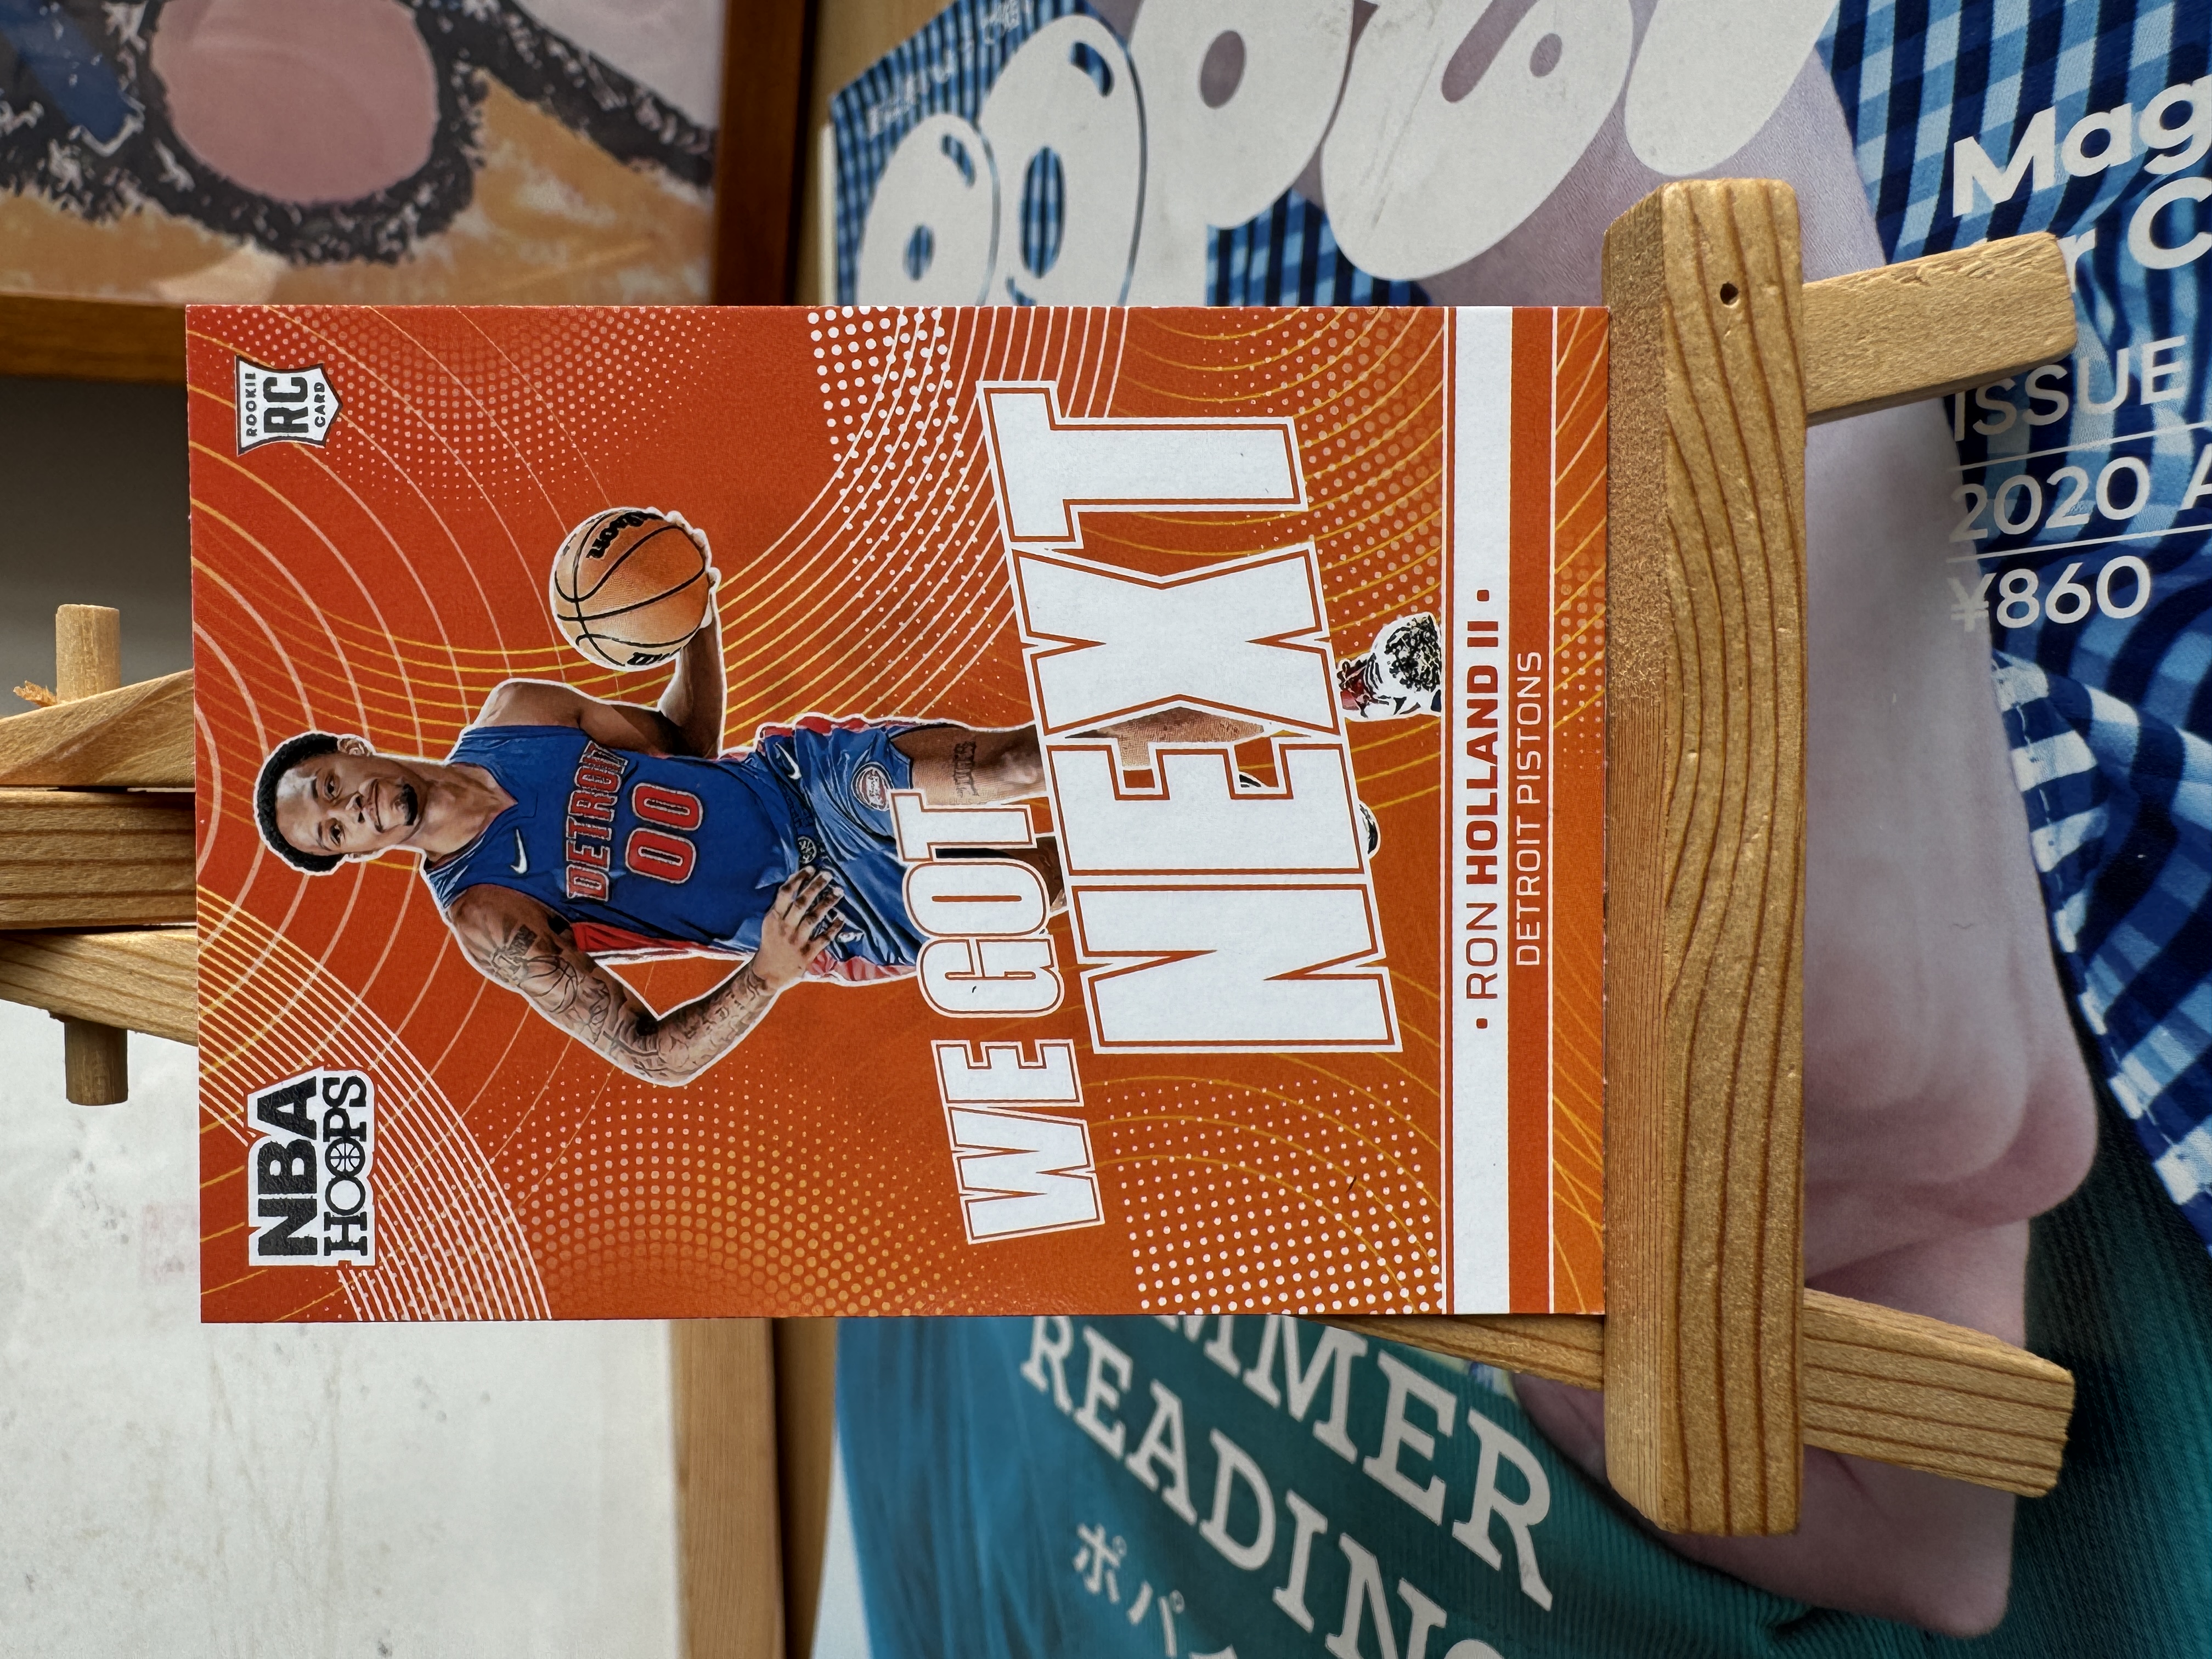 NBA
HOOPS
ROOKIE
RC
CARD
Wilson
DETROIT
00
WE GOT
NEXT
• RON HOLLAND II •
DETROIT PISTONS
Mag
r C
ISSUE
2020 A
¥860
MMER
READING
ポパイ